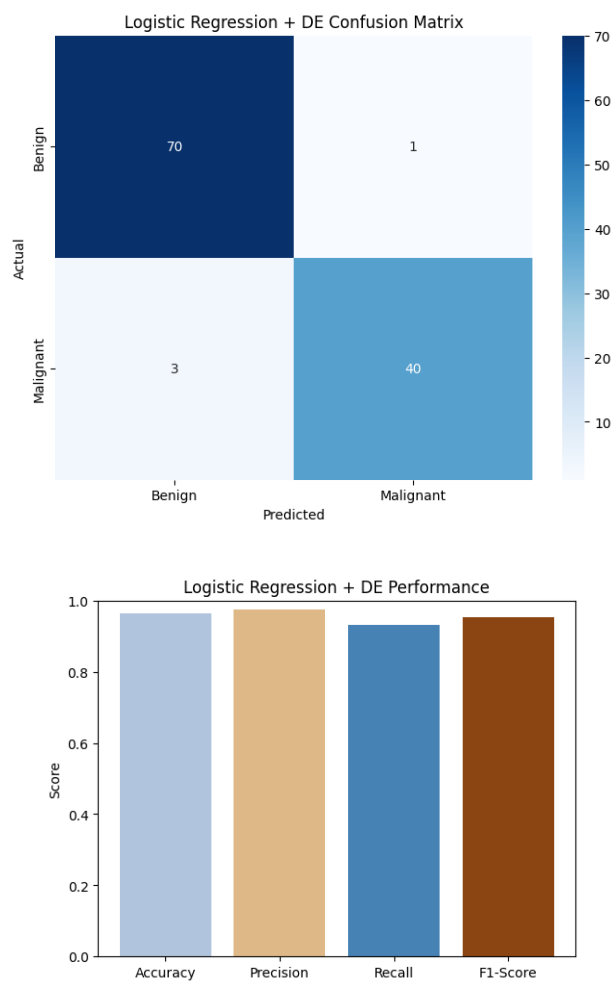 Logistic Regression + DE Confusion Matrix
Benign
70
1
Actual
Malignant
3
40
Benign
Malignant
Predicted
70
60
50
40
30
20
10
Logistic Regression + DE Performance
1.0
0.8
0.6
0.4
0.2
0.0
Score
Accuracy
Precision
Recall
F1-Score